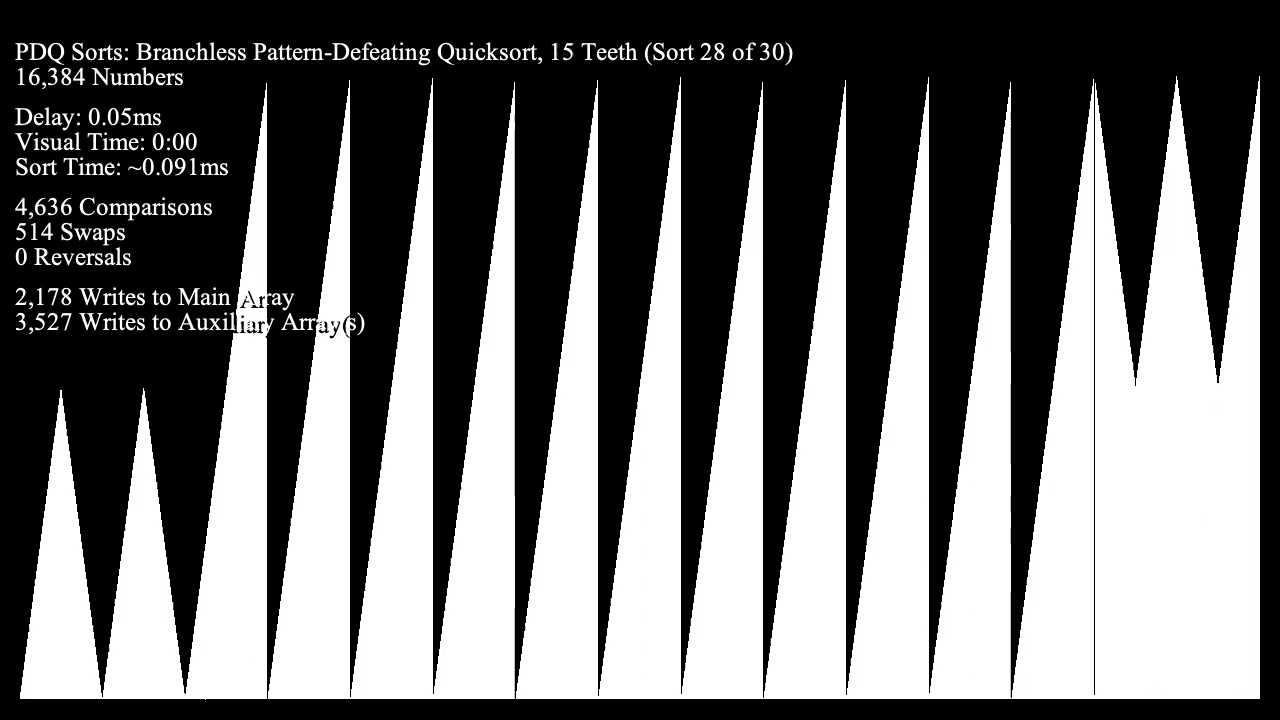 PDQ Sorts: Branchless Pattern-Defeating Quicksort, 15 Teeth (Sort 28 of 30)
16,384 Numbers
Delay: 0.05ms
Visual Time: 0:00
Sort Time: ~0.091ms
4,636 Comparisons
514 Swaps
0 Reversals
2,178 Writes to Main Array
3,527 Writes to Auxiliary Array(s)